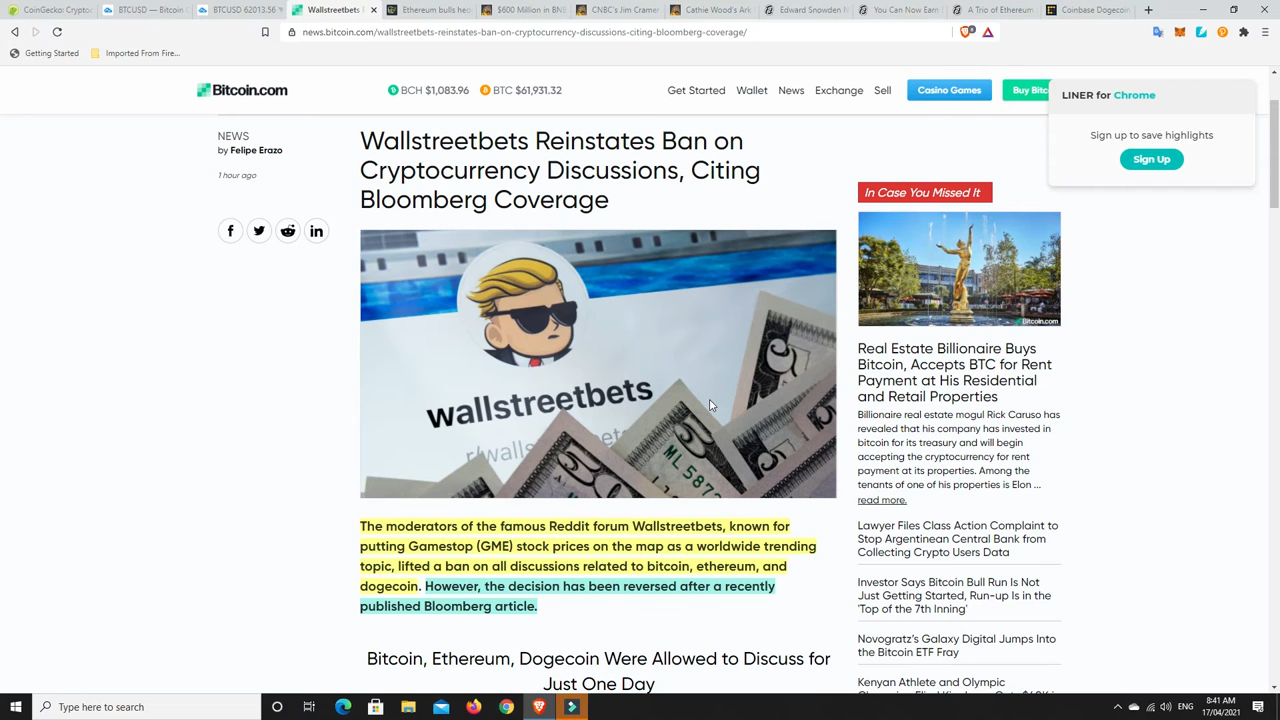 CoinGecko: Crypto
BTCUSD — Bitcoin
BTCUSD 62013.56
Wallstreetbets
Ethereum bulls he
$600 Million in BN
CNBC's Jim Cramer
Cathie Wood's Ark
Edward Snowden
You Can Now Earn
A Trio of Ethereum
Coinbase Dogecoin
news.bitcoin.com/wallstreetbets-reinstates-ban-on-cryptocurrency-discussions-citing-bloomberg-coverage/
Getting Started
Imported From Fire...
Bitcoin.com
BCH $1,083.96
BTC $61,931.32
Get Started
Wallet
News
Exchange
Sell
Casino Games
Buy Bitc
LINER for Chrome
Sign up to save highlights
Sign Up
NEWS
by Felipe Erazo
1 hour ago
Wallstreetbets Reinstates Ban on
Cryptocurrency Discussions, Citing
Bloomberg Coverage
wallstreetbets
r/walls
ML 5872
The moderators of the famous Reddit forum Wallstreetbets, known for
putting Gamestop (GME) stock prices on the map as a worldwide trending
topic, lifted a ban on all discussions related to bitcoin, ethereum, and
dogecoin. However, the decision has been reversed after a recently
published Bloomberg article.
Bitcoin, Ethereum, Dogecoin Were Allowed to Discuss for
Just One Day
In Case You Missed It
Bitcoin.com
Real Estate Billionaire Buys
Bitcoin, Accepts BTC for Rent
Payment at His Residential
and Retail Properties
Billionaire real estate mogul Rick Caruso has
revealed that his company has invested in
bitcoin for its treasury and will begin
accepting the cryptocurrency for rent
payment at its properties. Among the
tenants of one of his properties is Elon ...
read more.
Lawyer Files Class Action Complaint to
Stop Argentinean Central Bank from
Collecting Crypto Users Data
Investor Says Bitcoin Bull Run Is Not
Just Getting Started, Run-up Is in the
'Top of the 7th Inning'
Novogratz's Galaxy Digital Jumps Into
the Bitcoin ETF Fray
Kenyan Athlete and Olympic
Type here to search
ENG
8:41 AM
17/04/2021